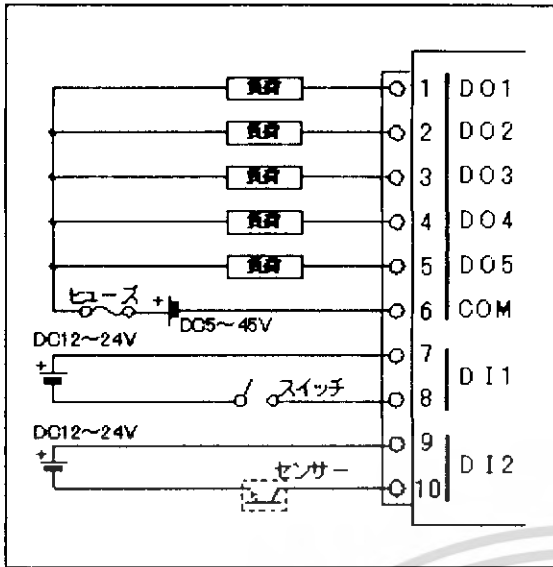 負荷 1 DO1
負荷 2 DO2
負荷 3 DO3
負荷 4 DO4
負荷 5 DO5
ヒューズ + DC5～45V 6 COM
DC12～24V
+ 7
DI1
スイッチ 8
DC12～24V
+ 9
DI2
センサー 10